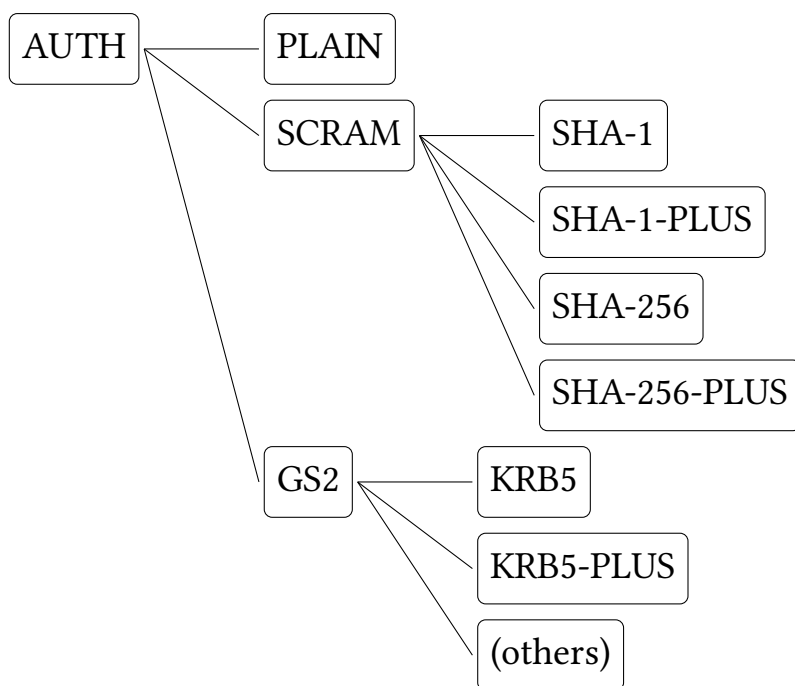 AUTH
PLAIN
SCRAM
SHA-1
SHA-1-PLUS
SHA-256
SHA-256-PLUS
GS2
KRB5
KRB5-PLUS
(others)